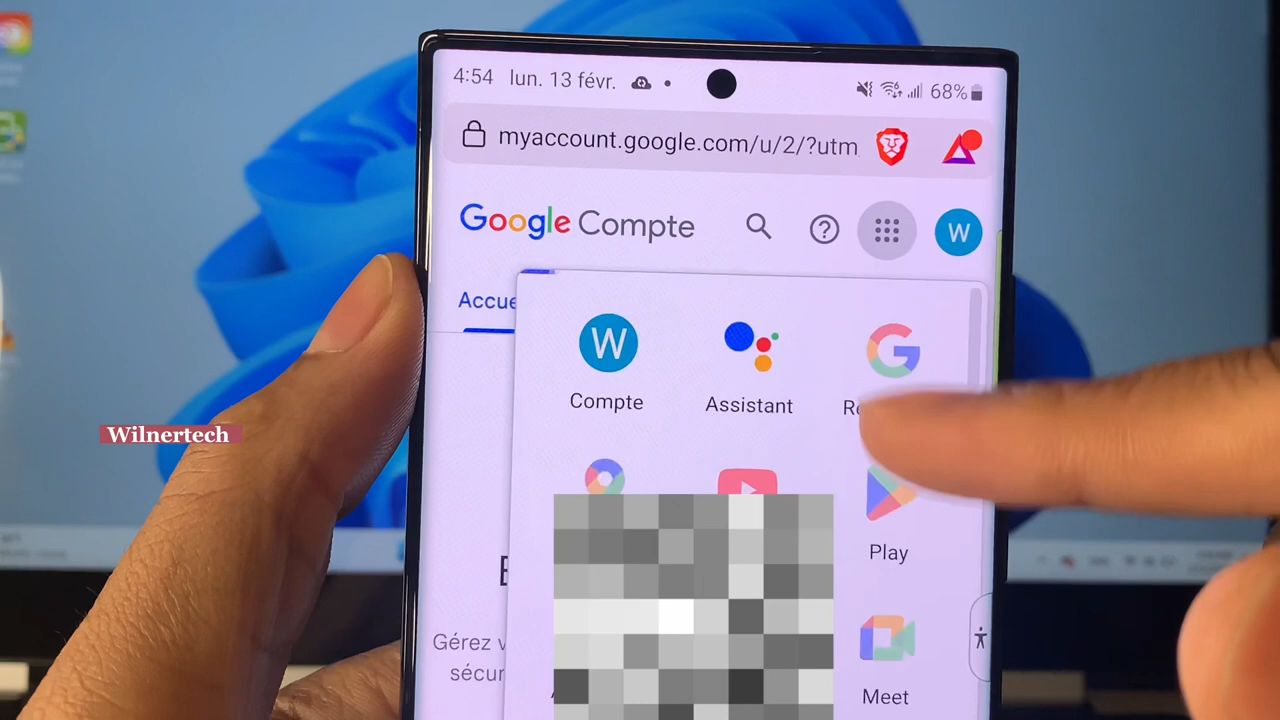 4:54 lun. 13 févr. 68%
myaccount.google.com/u/2/?utm
Google Compte W
W
Compte Assistant
Play
Gérez
Meet
Wilnertech